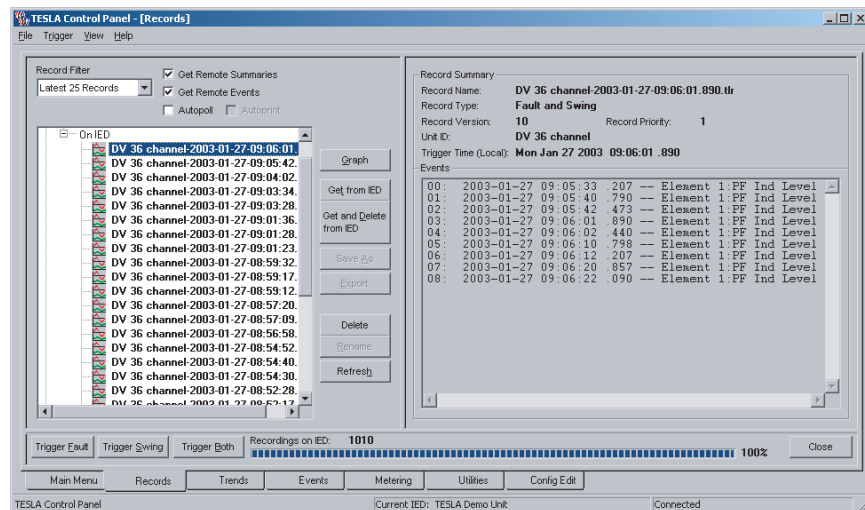 TESLA Control Panel - [Records]
File Trigger View Help
Record Filter
Latest 25 Records
Get Remote Summaries
Get Remote Events
Autopoll Autoprint
On IED
DV 36 channel-2003-01-27-09:06:01.
DV 36 channel-2003-01-27-09:05:42.
DV 36 channel-2003-01-27-09:04:02.
DV 36 channel-2003-01-27-09:03:34.
DV 36 channel-2003-01-27-09:03:28.
DV 36 channel-2003-01-27-09:01:36.
DV 36 channel-2003-01-27-09:01:28.
DV 36 channel-2003-01-27-09:01:23.
DV 36 channel-2003-01-27-08:59:32.
DV 36 channel-2003-01-27-08:59:17.
DV 36 channel-2003-01-27-08:59:12.
DV 36 channel-2003-01-27-08:57:20.
DV 36 channel-2003-01-27-08:57:09.
DV 36 channel-2003-01-27-08:56:58.
DV 36 channel-2003-01-27-08:54:52.
DV 36 channel-2003-01-27-08:54:40.
DV 36 channel-2003-01-27-08:54:30.
DV 36 channel-2003-01-27-08:52:28.
DV 36 channel-2003-01-27-08:52:17
Graph
Get from IED
Get and Delete
from IED
Save As
Export
Delete
Rename
Refresh
Record Summary
Record Name: DV 36 channel-2003-01-27-09:06:01.890.tlr
Record Type: Fault and Swing
Record Version: 10 Record Priority: 1
Unit ID: DV 36 channel
Trigger Time (Local): Mon Jan 27 2003 09:06:01 .890
Events
00: 2003-01-27 09:05:33 .207 -- Element 1:PF Ind Level
01: 2003-01-27 09:05:40 .790 -- Element 1:PF Ind Level
02: 2003-01-27 09:05:42 .473 -- Element 1:PF Ind Level
03: 2003-01-27 09:06:01 .890 -- Element 1:PF Ind Level
04: 2003-01-27 09:06:02 .440 -- Element 1:PF Ind Level
05: 2003-01-27 09:06:10 .798 -- Element 1:PF Ind Level
06: 2003-01-27 09:06:12 .207 -- Element 1:PF Ind Level
07: 2003-01-27 09:06:20 .857 -- Element 1:PF Ind Level
08: 2003-01-27 09:06:22 .090 -- Element 1:PF Ind Level
Trigger Fault Trigger Swing Trigger Both Recordings on IED: 1010
100% Close
Main Menu Records Trends Events Metering Utilities Config Edit
TESLA Control Panel Current IED: TESLA Demo Unit Connected